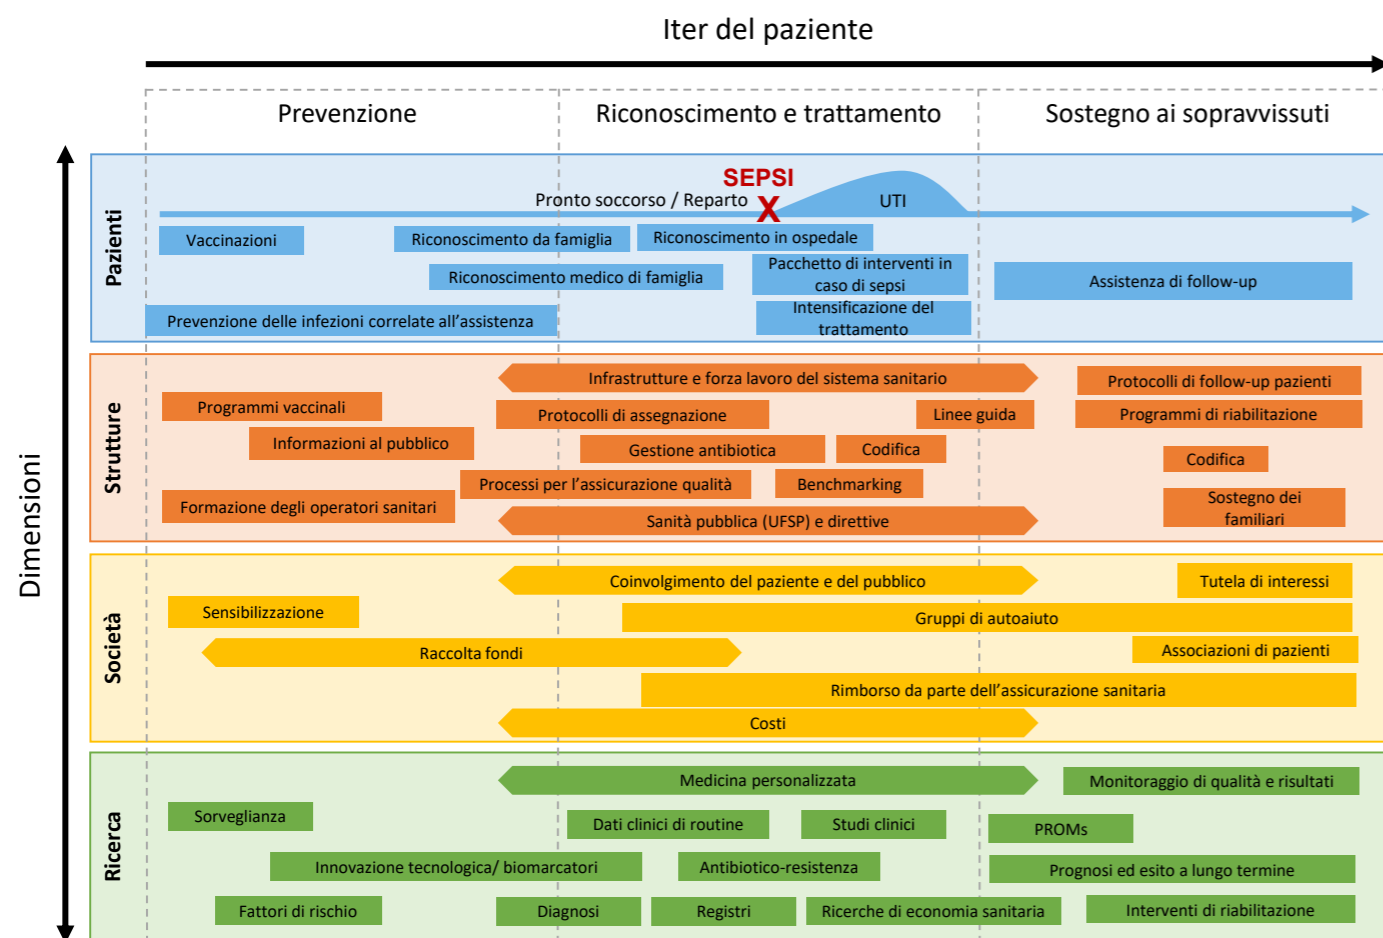 Iter del paziente
Prevenzione
Riconoscimento e trattamento
Sostegno ai sopravvissuti
Dimensioni
Pazienti
SEPSI
Pronto soccorso / Reparto
X
UTI
Vaccinazioni
Riconoscimento da famiglia
Riconoscimento in ospedale
Riconoscimento medico di famiglia
Pacchetto di interventi in
caso di sepsi
Assistenza di follow-up
Prevenzione delle infezioni correlate all’assistenza
Intensificazione del
trattamento
Strutture
Infrastrutture e forza lavoro del sistema sanitario
Protocolli di follow-up pazienti
Programmi vaccinali
Protocolli di assegnazione
Linee guida
Programmi di riabilitazione
Informazioni al pubblico
Gestione antibiotica
Codifica
Codifica
Processi per l’assicurazione qualità
Benchmarking
Formazione degli operatori sanitari
Sostegno dei
familiari
Sanità pubblica (UFSP) e direttive
Società
Coinvolgimento del paziente e del pubblico
Tutela di interessi
Sensibilizzazione
Gruppi di autoaiuto
Raccolta fondi
Associazioni di pazienti
Rimborso da parte dell’assicurazione sanitaria
Costi
Ricerca
Medicina personalizzata
Monitoraggio di qualità e risultati
Sorveglianza
Dati clinici di routine
Studi clinici
PROMs
Innovazione tecnologica/ biomarcatori
Antibiotico-resistenza
Prognosi ed esito a lungo termine
Fattori di rischio
Diagnosi
Registri
Ricerche di economia sanitaria
Interventi di riabilitazione